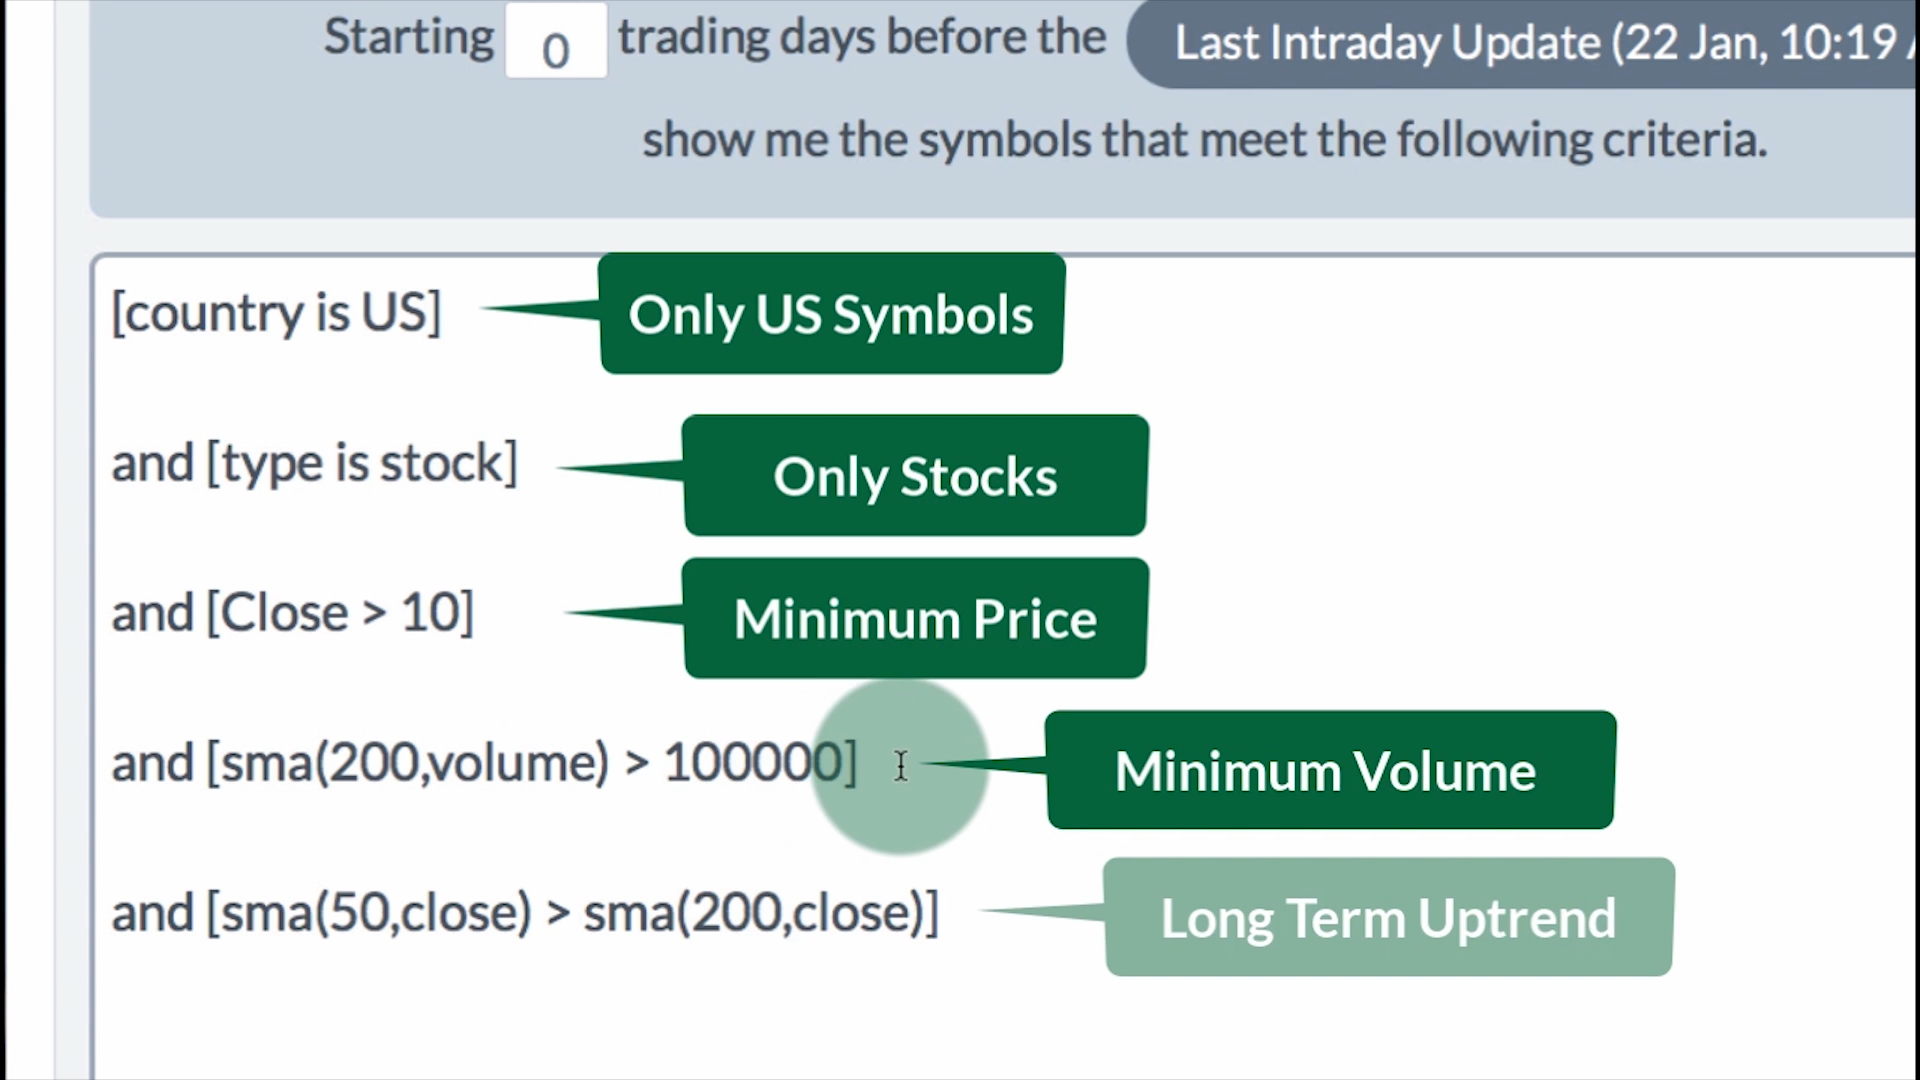 Starting 0 trading days before the Last Intraday Update (22 Jan, 10:19
show me the symbols that meet the following criteria.
[country is US] Only US Symbols
and [type is stock] Only Stocks
and [Close > 10] Minimum Price
and [sma(200,volume) > 100000] Minimum Volume
and [sma(50,close) > sma(200,close)] Long Term Uptrend